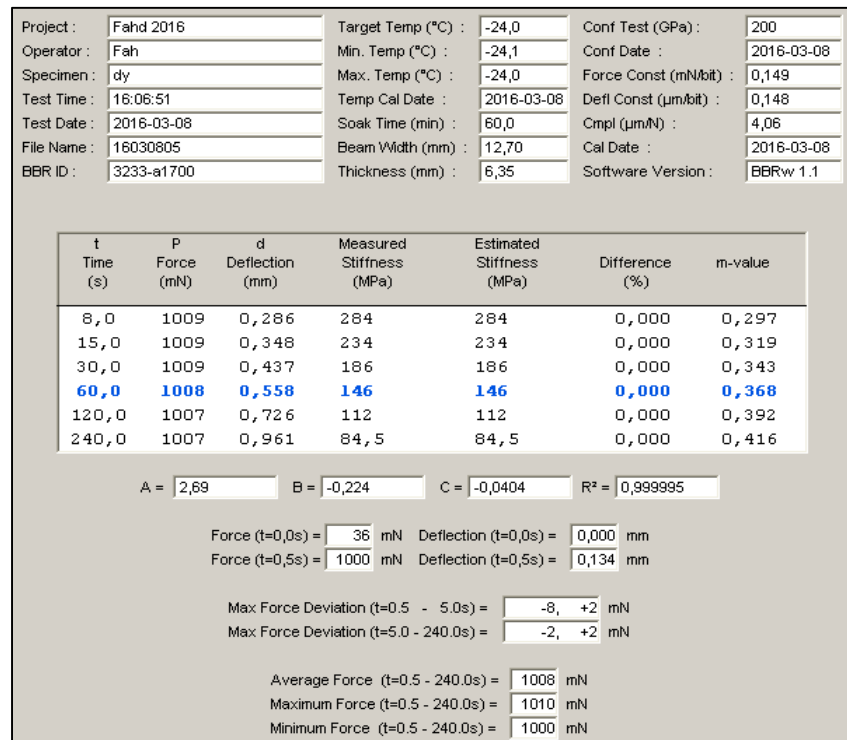 Project : Fahd 2016 Target Temp (°C) : -24,0 Conf Test (GPa) : 200
Operator : Fah Min. Temp (°C) : -24,1 Conf Date : 2016-03-08
Specimen : dy Max. Temp (°C) : -24,0 Force Const (mN/bit) : 0,149
Test Time : 16:06:51 Temp Cal Date : 2016-03-08 Defl Const (µm/bit) : 0,148
Test Date : 2016-03-08 Soak Time (min) : 60,0 Cmpl (µm/N) : 4,06
File Name : 16030805 Beam Width (mm) : 12,70 Cal Date : 2016-03-08
BBR ID : 3233-a1700 Thickness (mm) : 6,35 Software Version : BBRw 1.1
t P d Measured Estimated
Time Force Deflection Stiffness Stiffness Difference m-value
(s) (mN) (mm) (MPa) (MPa) (%)
8,0 1009 0,286 284 284 0,000 0,297
15,0 1009 0,348 234 234 0,000 0,319
30,0 1009 0,437 186 186 0,000 0,343
60,0 1008 0,558 146 146 0,000 0,368
120,0 1007 0,726 112 112 0,000 0,392
240,0 1007 0,961 84,5 84,5 0,000 0,416
A = 2,69 B = -0,224 C = -0,0404 R² = 0,999995
Force (t=0,0s) = 36 mN Deflection (t=0,0s) = 0,000 mm
Force (t=0,5s) = 1000 mN Deflection (t=0,5s) = 0,134 mm
Max Force Deviation (t=0.5 - 5.0s) = -8, +2 mN
Max Force Deviation (t=5.0 - 240.0s) = -2, +2 mN
Average Force (t=0.5 - 240.0s) = 1008 mN
Maximum Force (t=0.5 - 240.0s) = 1010 mN
Minimum Force (t=0.5 - 240.0s) = 1000 mN